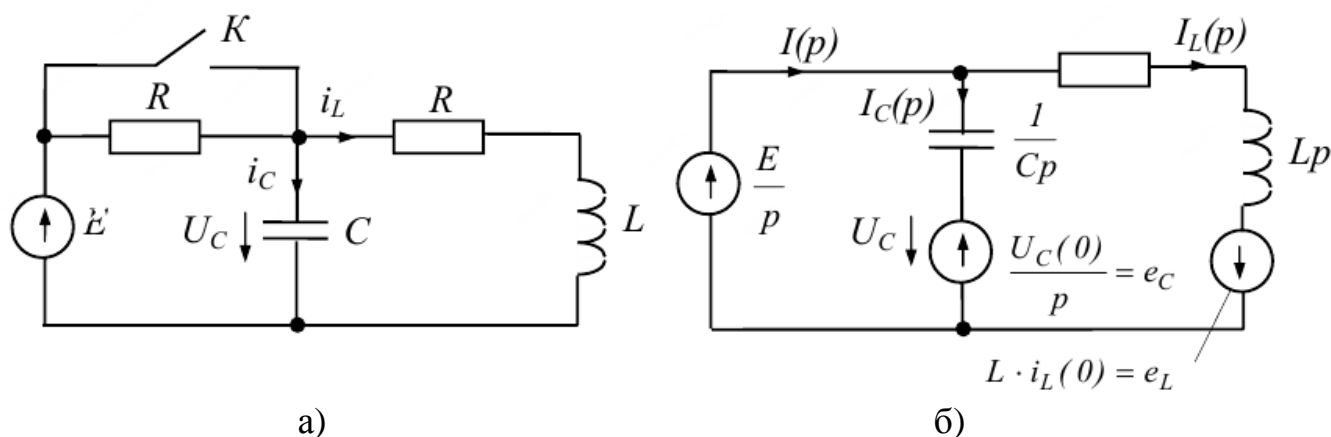 K
R
i_L
R
i_C
E
U_C
C
L
а)
I(p)
I_L(p)
I_C(p)
1
Cp
Lp
E
p
U_C
U_C(0)
p
= e_C
L · i_L(0) = e_L
б)